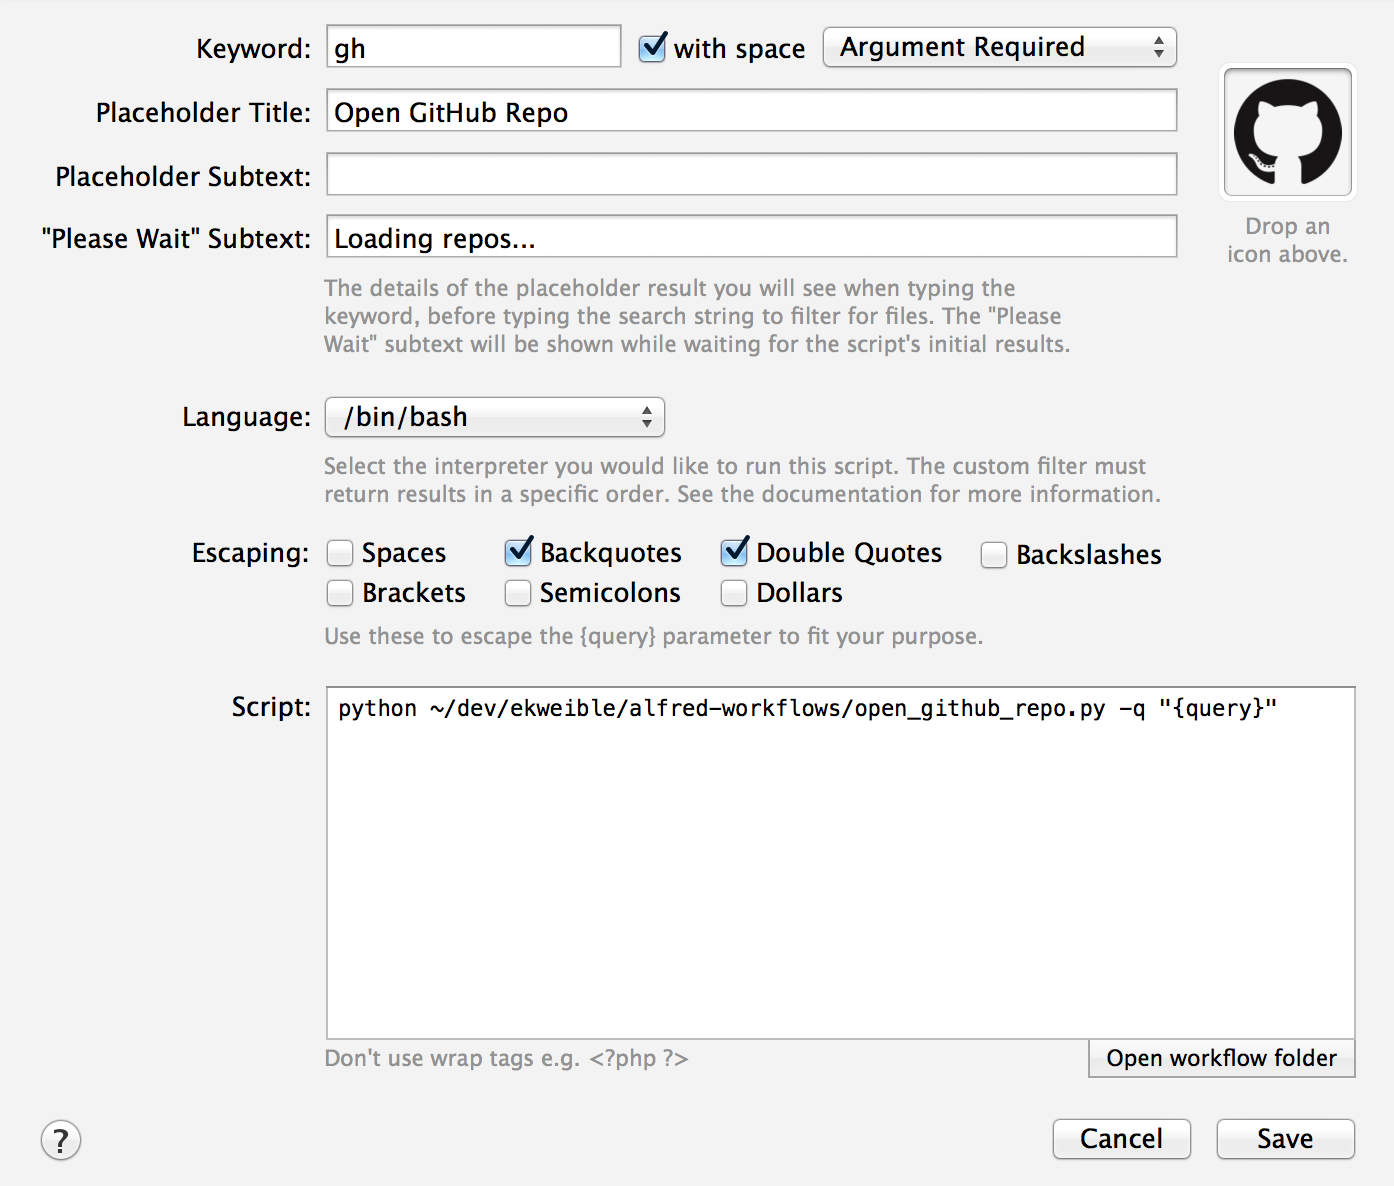 Keyword: gh with space Argument Required
Placeholder Title: Open GitHub Repo
Placeholder Subtext:
"Please Wait" Subtext: Loading repos...
Drop an
icon above.
The details of the placeholder result you will see when typing the
keyword, before typing the search string to filter for files. The "Please
Wait" subtext will be shown while waiting for the script's initial results.
Language: /bin/bash
Select the interpreter you would like to run this script. The custom filter must
return results in a specific order. See the documentation for more information.
Escaping: Spaces Backquotes Double Quotes Backslashes
Brackets Semicolons Dollars
Use these to escape the {query} parameter to fit your purpose.
Script: python ~/dev/ekweible/alfred-workflows/open_github_repo.py -q "{query}"
Don't use wrap tags e.g. <?php ?>
Open workflow folder
? Cancel Save